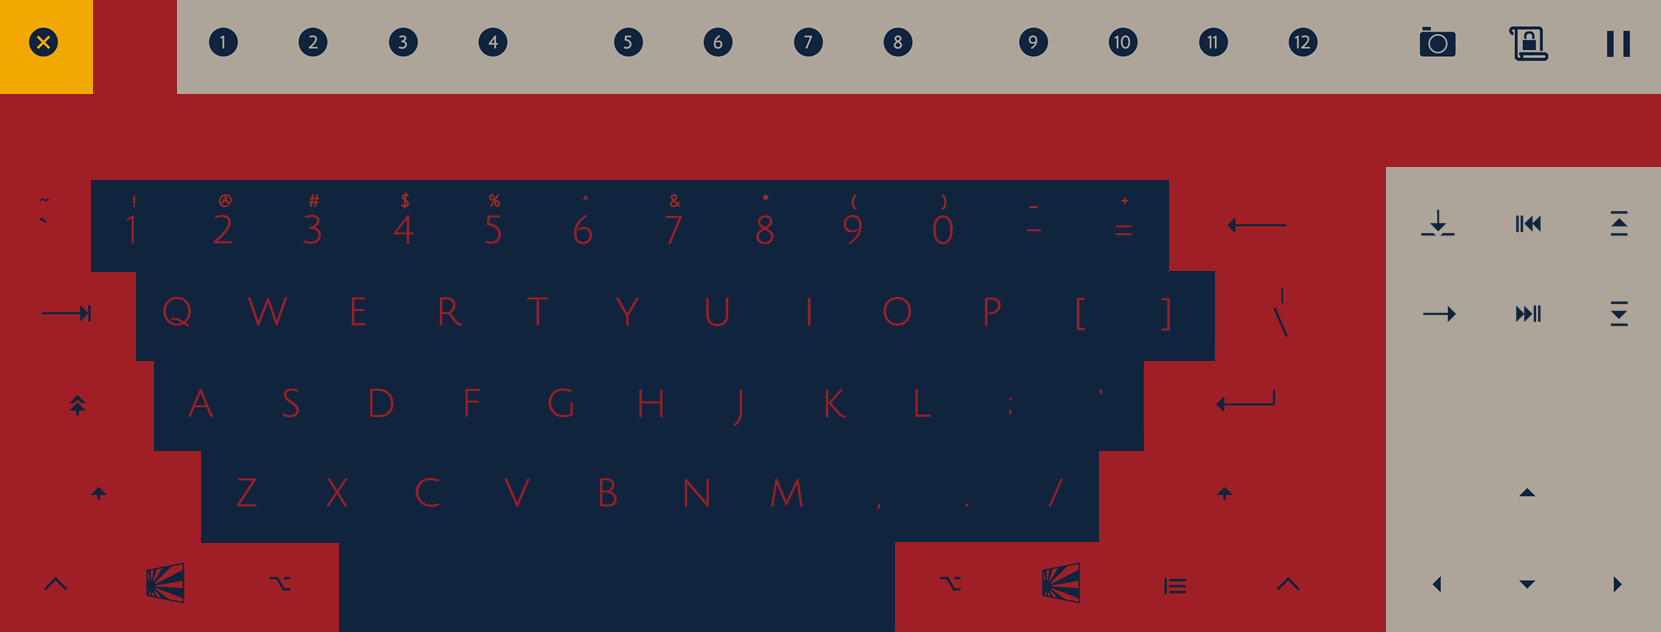 1 2 3 4 5 6 7 8 9 10 11 12
~ ! @ # $ % ^ & * ( ) _ +
` 1 2 3 4 5 6 7 8 9 0 - =
Q W E R T Y U I O P [ ] | \
A S D F G H J K L ; '
Z X C V B N M , . /